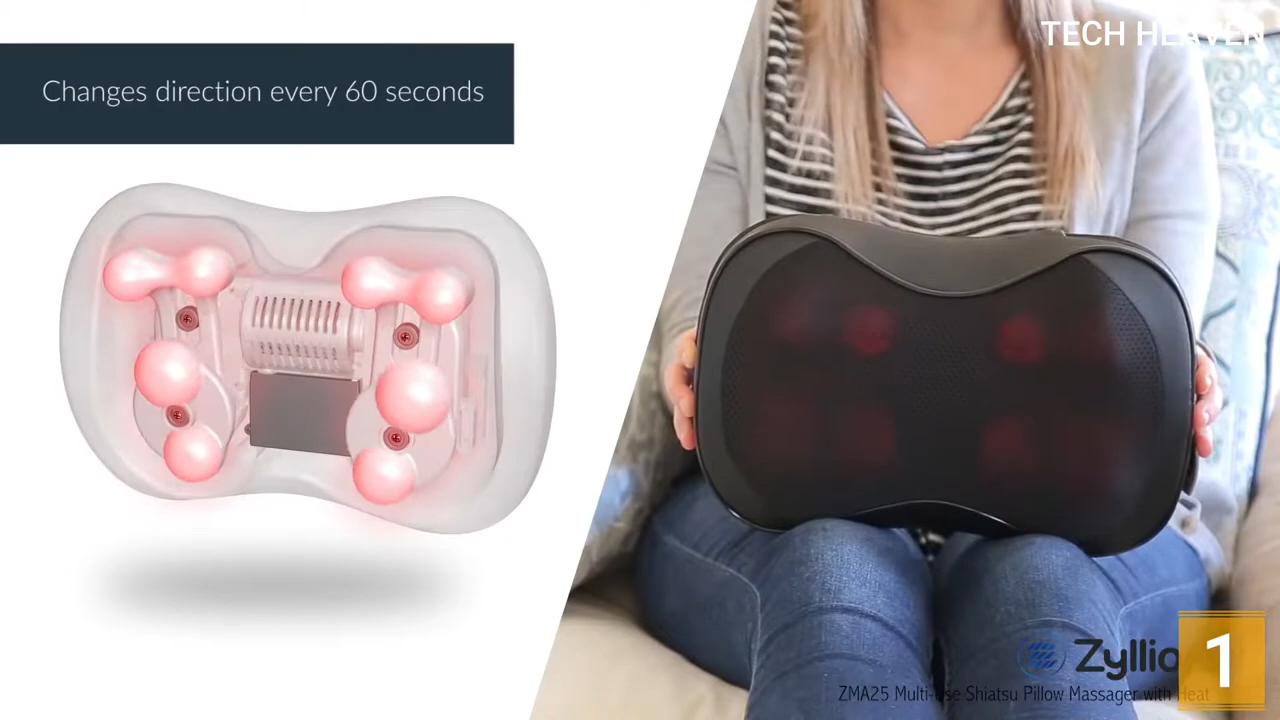 TECH HEAVEN
Changes direction every 60 seconds
Zyllio
1
ZMA25 Multi-Use Shiatsu Pillow Massager with Heat